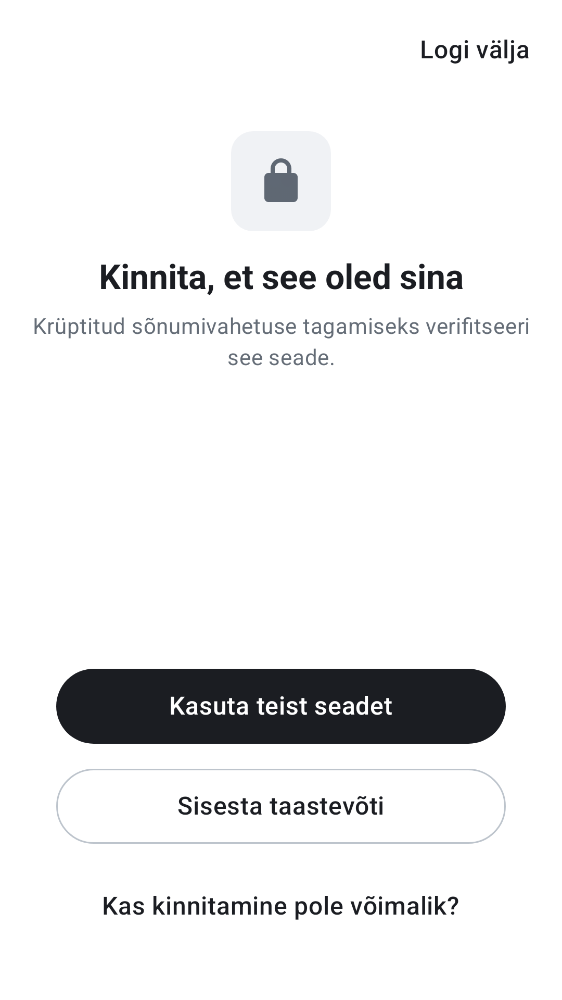 Logi välja
Kinnita, et see oled sina
Krüptitud sõnumivahetuse tagamiseks verifitseeri
see seade.
Kasuta teist seadet
Sisesta taastevõti
Kas kinnitamine pole võimalik?